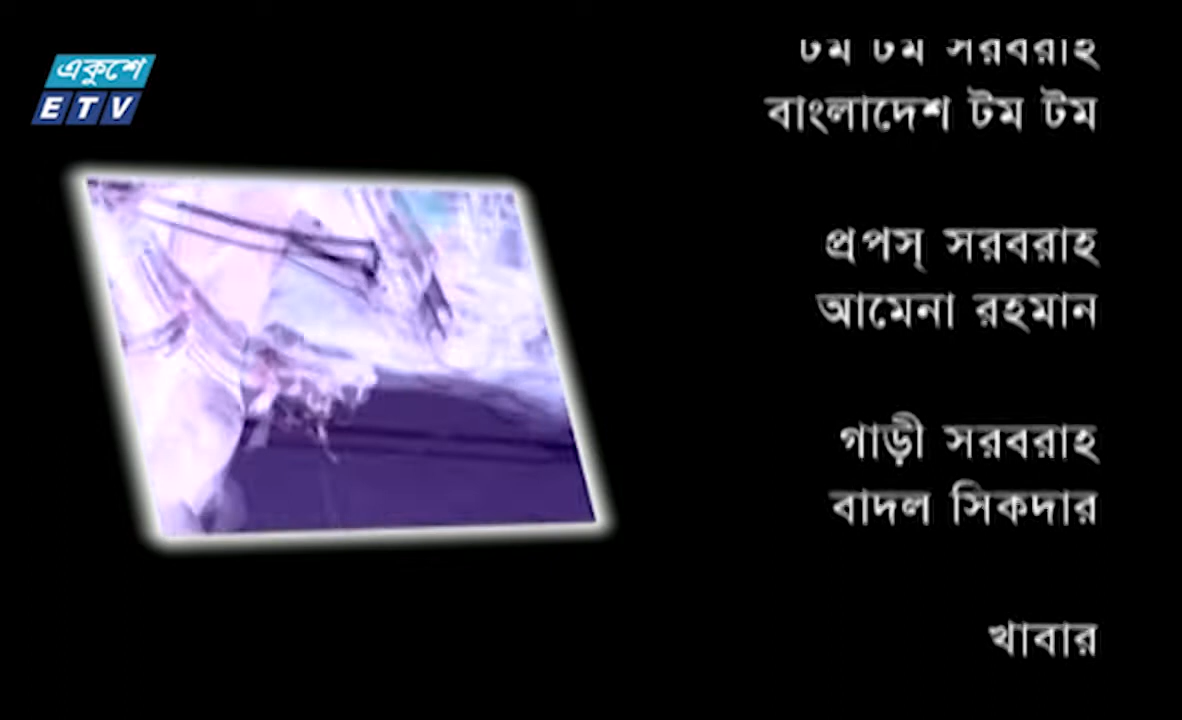 একুশে
ETV
টম টম সরবরাহ
বাংলাদেশ টম টম
প্রপস্ সরবরাহ
আমেনা রহমান
গাড়ী সরবরাহ
বাদল সিকদার
খাবার